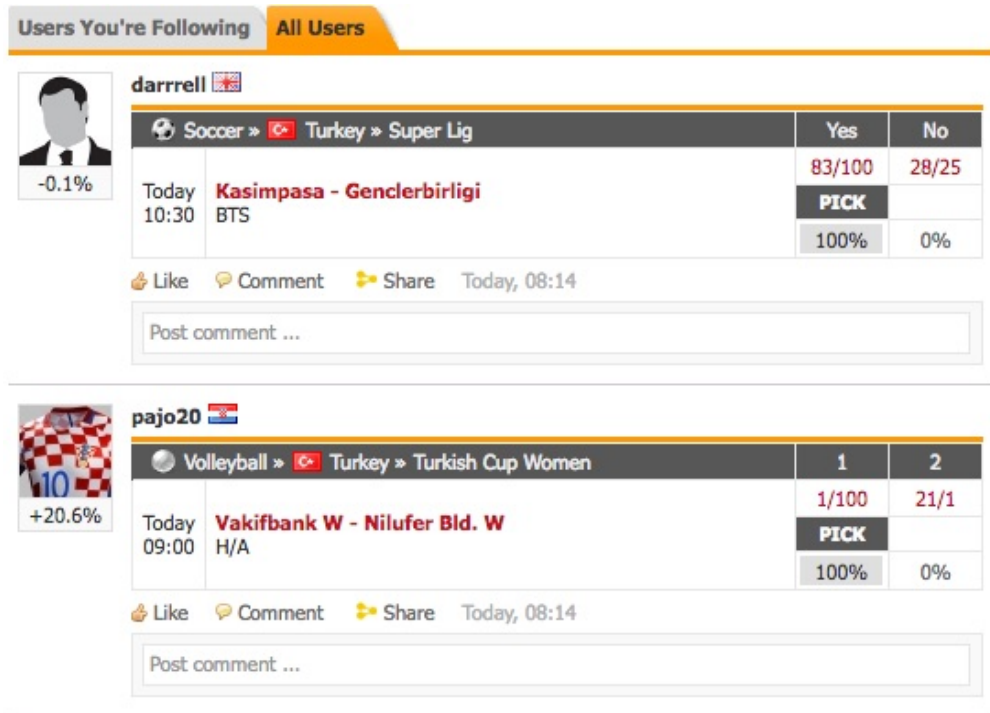 Users You're Following All Users
darrrell
Soccer » Turkey » Super Lig Yes No
83/100 28/25
Today Kasimpasa - Genclerbirligi PICK
10:30 BTS
100% 0%
-0.1%
Like Comment Share Today, 08:14
Post comment ...
pajo20
Volleyball » Turkey » Turkish Cup Women 1 2
1/100 21/1
Today Vakifbank W - Nilufer Bld. W PICK
09:00 H/A
100% 0%
10
+20.6%
Like Comment Share Today, 08:14
Post comment ...